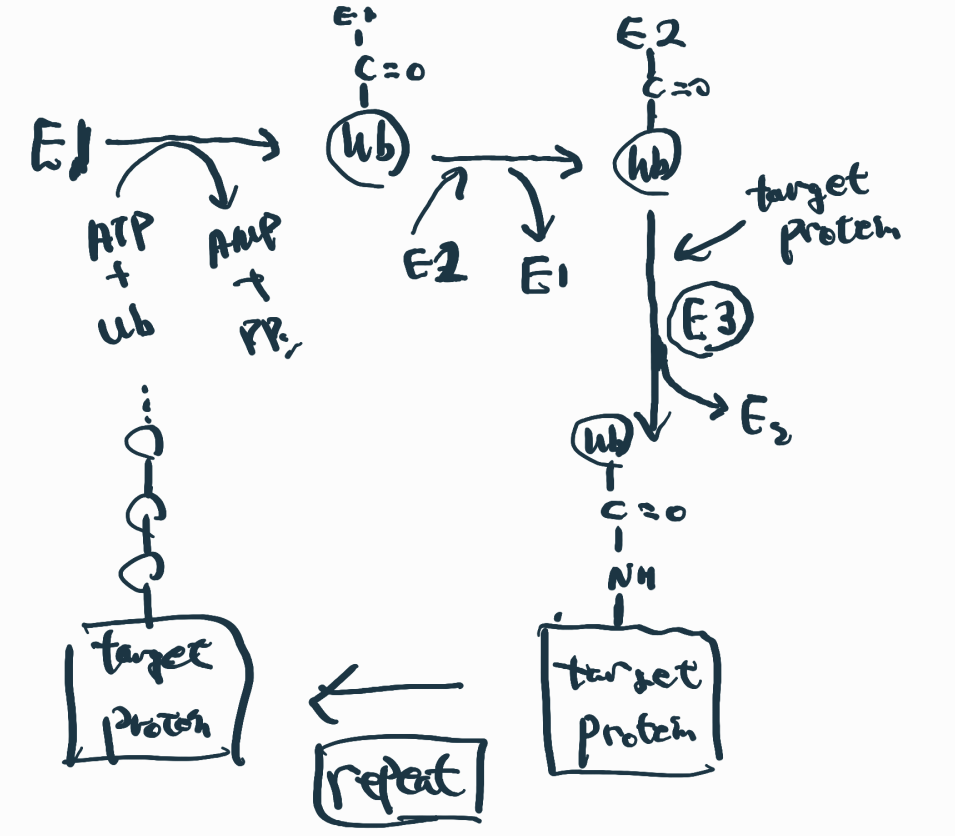 E1
C=O
Ub
E2
C=O
Ub
E1
ATP
+
Ub
AMP
+
PPi
E2
E1
target
protein
E3
E2
Ub
C=O
NH
target
protein
repeat
target
protein